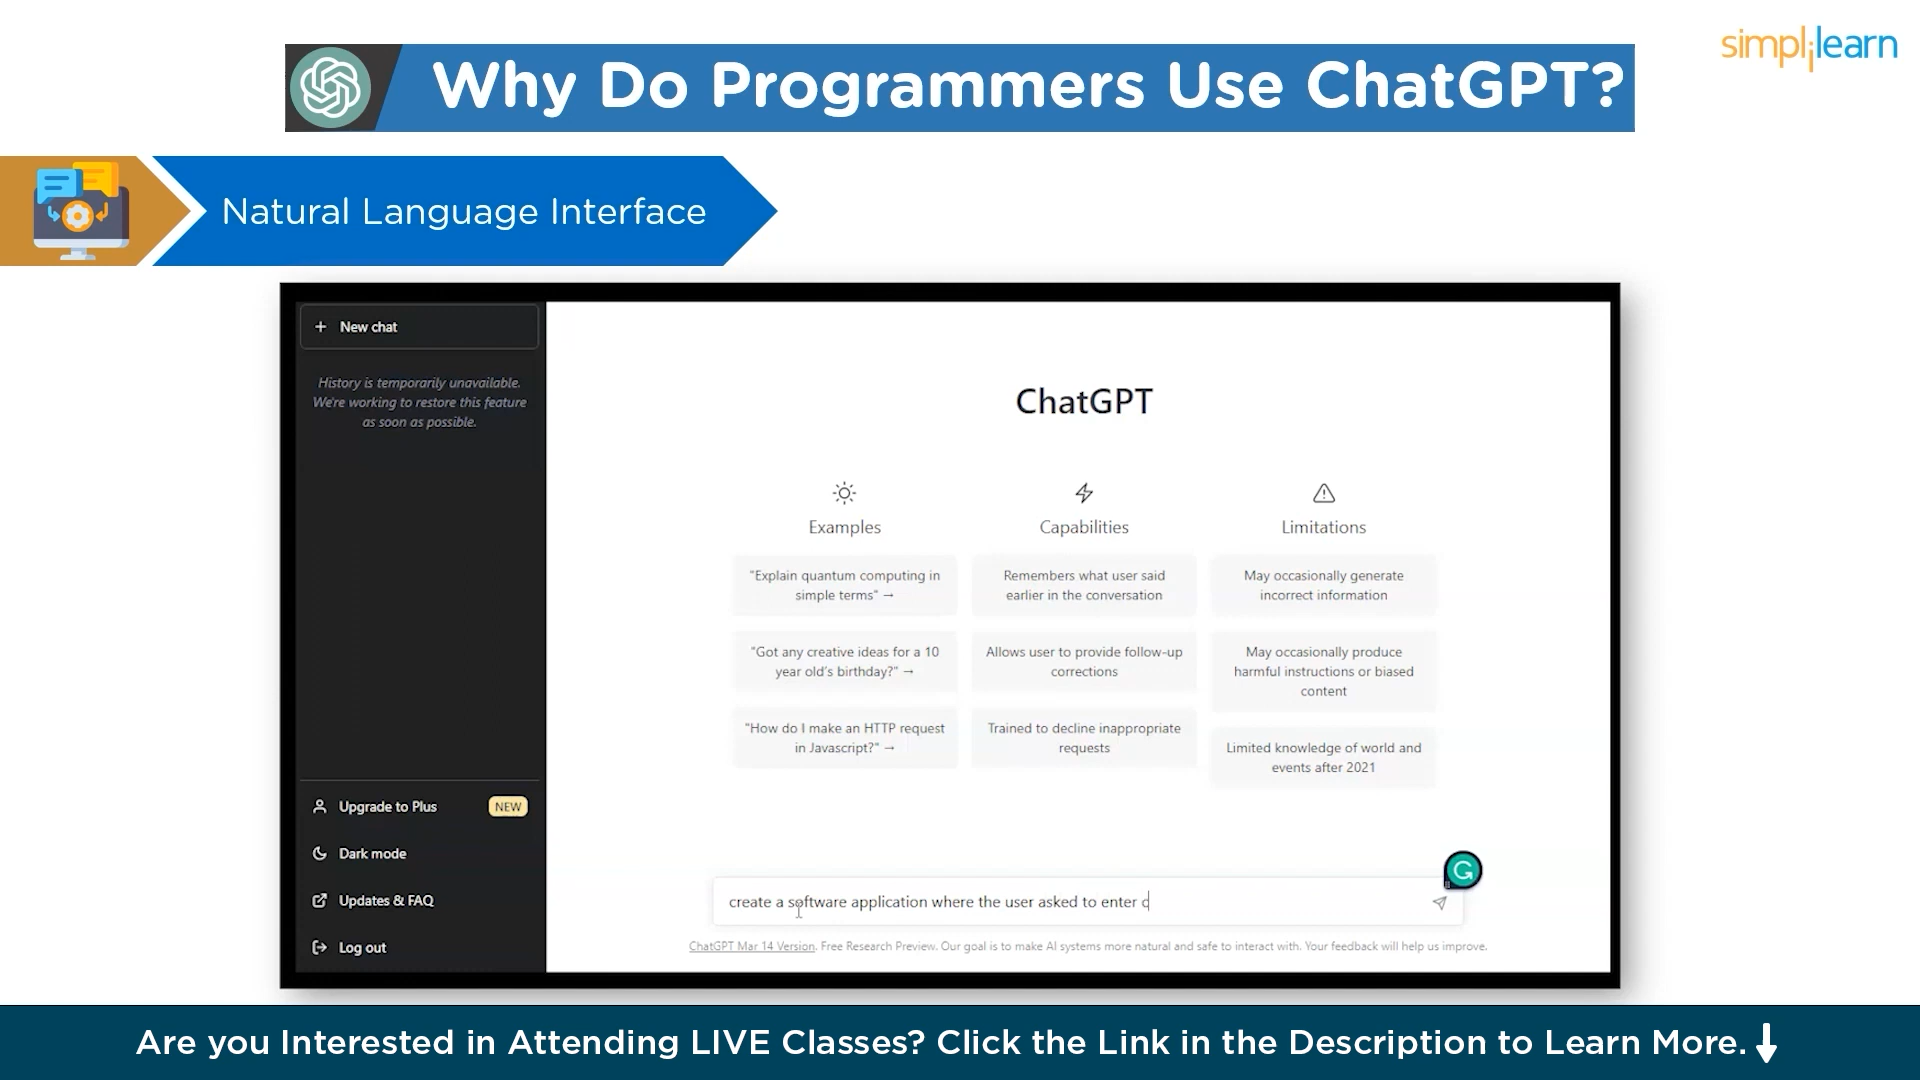 simplilearn
Why Do Programmers Use ChatGPT?
Natural Language Interface
New chat
History is temporarily unavailable.
We're working to restore this feature
as soon as possible.
Upgrade to Plus
NEW
Dark mode
Updates & FAQ
Log out
ChatGPT
Examples
"Explain quantum computing in
simple terms" →
"Got any creative ideas for a 10
year old's birthday?" →
"How do I make an HTTP request
in Javascript?" →
Capabilities
Remembers what user said
earlier in the conversation
Allows user to provide follow-up
corrections
Trained to decline inappropriate
requests
Limitations
May occasionally generate
incorrect information
May occasionally produce
harmful instructions or biased
content
Limited knowledge of world and
events after 2021
create a software application where the user asked to enter c
ChatGPT Mar 14 Version. Free Research Preview. Our goal is to make AI systems more natural and safe to interact with. Your feedback will help us improve.
Are you Interested in Attending LIVE Classes? Click the Link in the Description to Learn More.